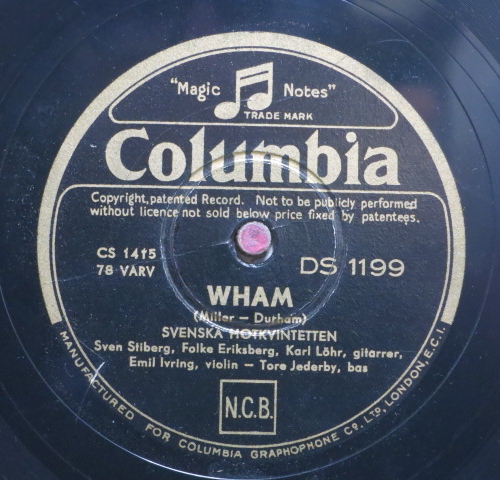 "Magic Notes"
TRADE MARK
Columbia
Copyright, patented Record. Not to be publicly performed
without licence not sold below price fixed by patentees.
CS 1415
78 VARV
DS 1199
WHAM
(Miller - Durham)
SVENSKA HOTKVINTETTEN
Sven Stiberg, Folke Eriksberg, Karl Löhr, gitarrer,
Emil Ivring, violin - Tore Jederby, bas
N.C.B.
MANUFACTURED FOR COLUMBIA GRAPHOPHONE Co. LTD, LONDON, E.C.1.